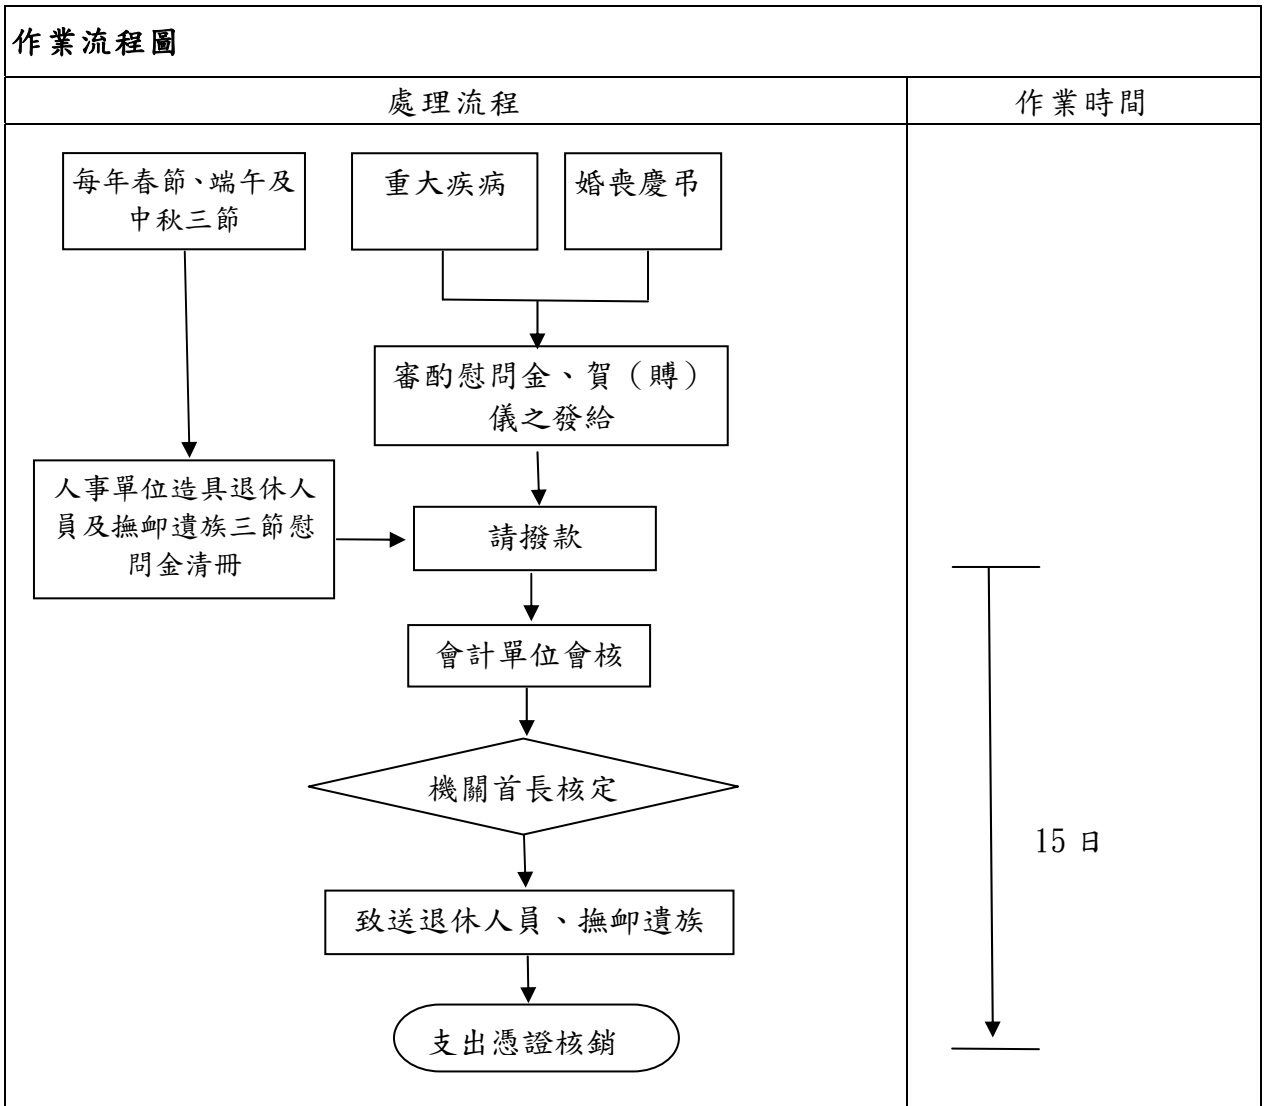 作業流程圖
處理流程
作業時間
每年春節、端午及
中秋三節
重大疾病
婚喪慶弔
審酌慰問金、賀（賻）
儀之發給
人事單位造具退休人
員及撫卹遺族三節慰
問金清冊
請撥款
會計單位會核
機關首長核定
15 日
致送退休人員、撫卹遺族
支出憑證核銷